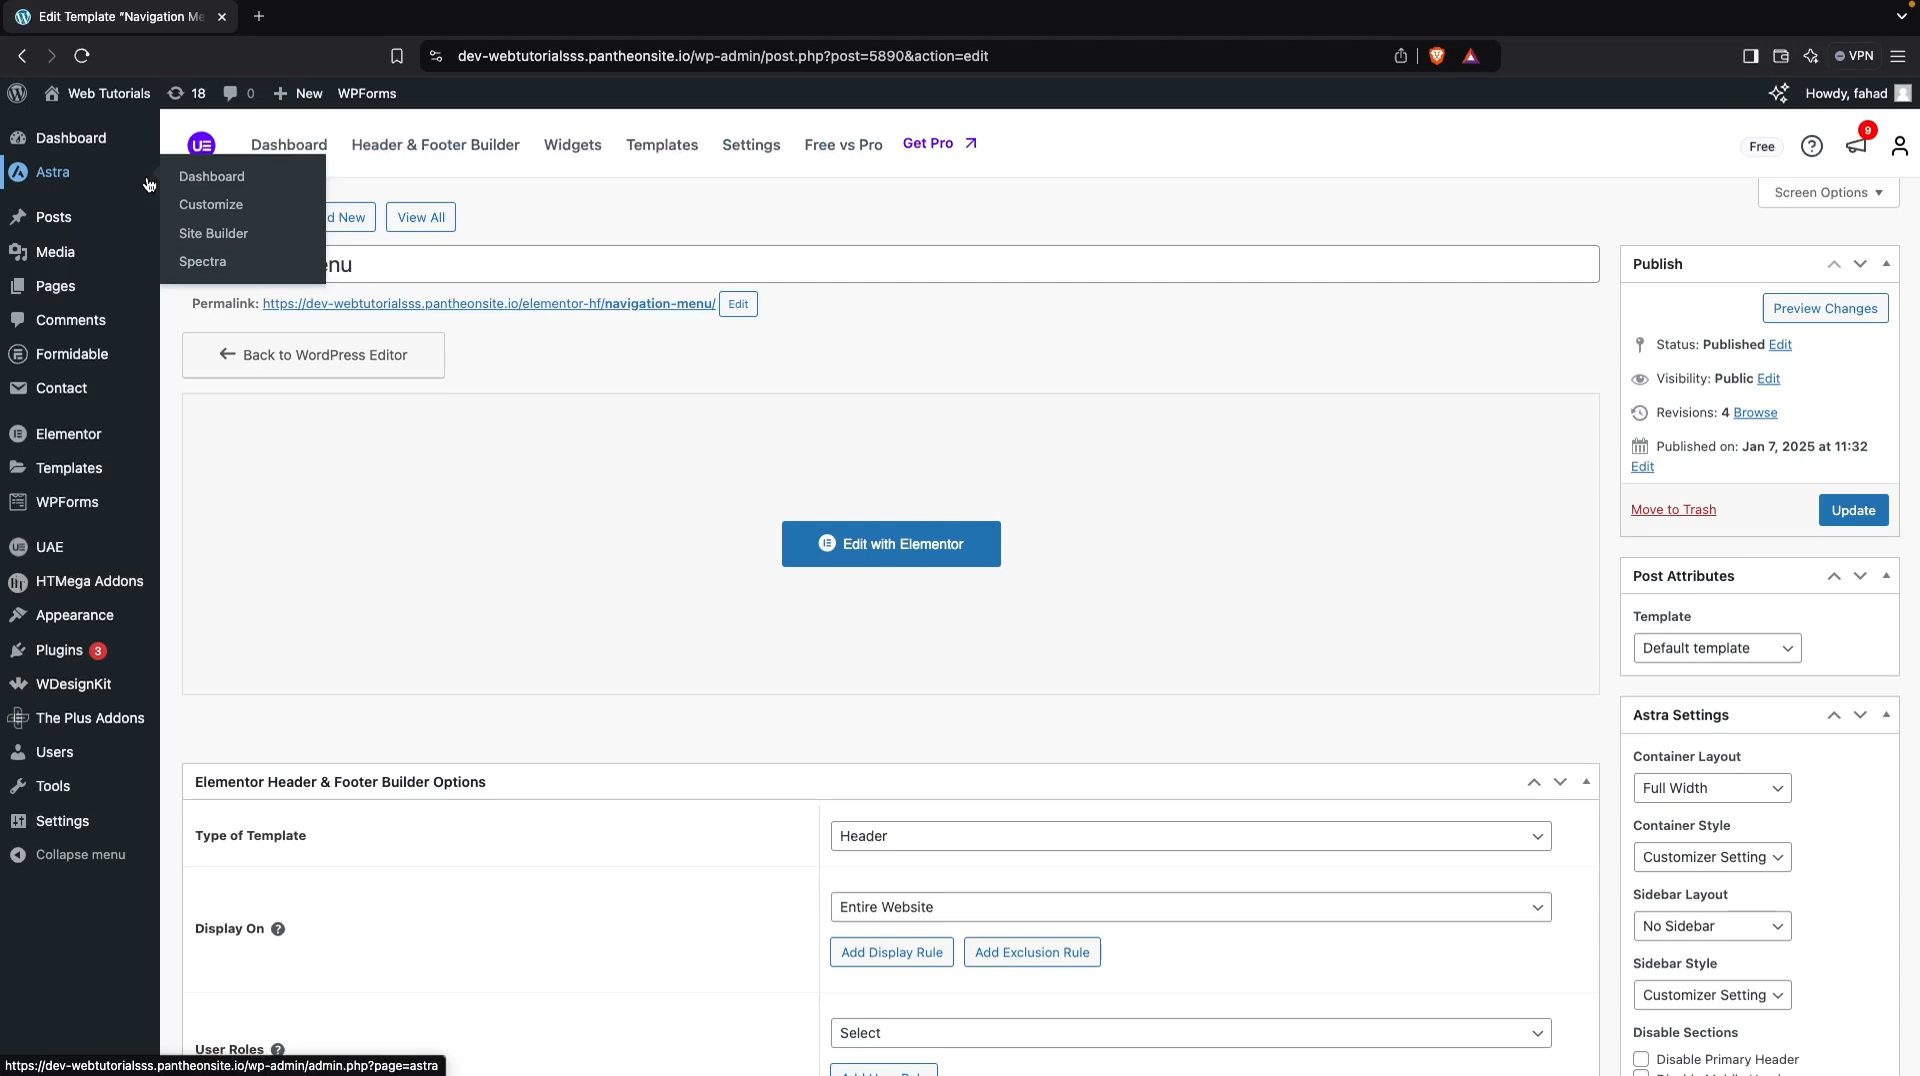 Edit Template "Navigation Me
dev-webtutorialsss.pantheonsite.io/wp-admin/post.php?post=5890&action=edit
VPN
Web Tutorials
18
0
New
WPForms
Howdy, fahad
Dashboard
Astra
Posts
Media
Pages
Comments
Formidable
Contact
Elementor
Templates
WPForms
UAE
HTMega Addons
Appearance
Plugins 3
WDesignKit
The Plus Addons
Users
Tools
Settings
Collapse menu
Dashboard
Customize
Site Builder
Spectra
Dashboard
Header & Footer Builder
Widgets
Templates
Settings
Free vs Pro
Get Pro
Free
9
Screen Options
d New
View All
enu
Permalink: https://dev-webtutorialsss.pantheonsite.io/elementor-hf/navigation-menu/ Edit
Back to WordPress Editor
Edit with Elementor
Elementor Header & Footer Builder Options
Type of Template
Header
Display On
Entire Website
Add Display Rule
Add Exclusion Rule
User Roles
Select
Publish
Preview Changes
Status: Published Edit
Visibility: Public Edit
Revisions: 4 Browse
Published on: Jan 7, 2025 at 11:32
Edit
Move to Trash
Update
Post Attributes
Template
Default template
Astra Settings
Container Layout
Full Width
Container Style
Customizer Setting
Sidebar Layout
No Sidebar
Sidebar Style
Customizer Setting
Disable Sections
Disable Primary Header
https://dev-webtutorialsss.pantheonsite.io/wp-admin/admin.php?page=astra